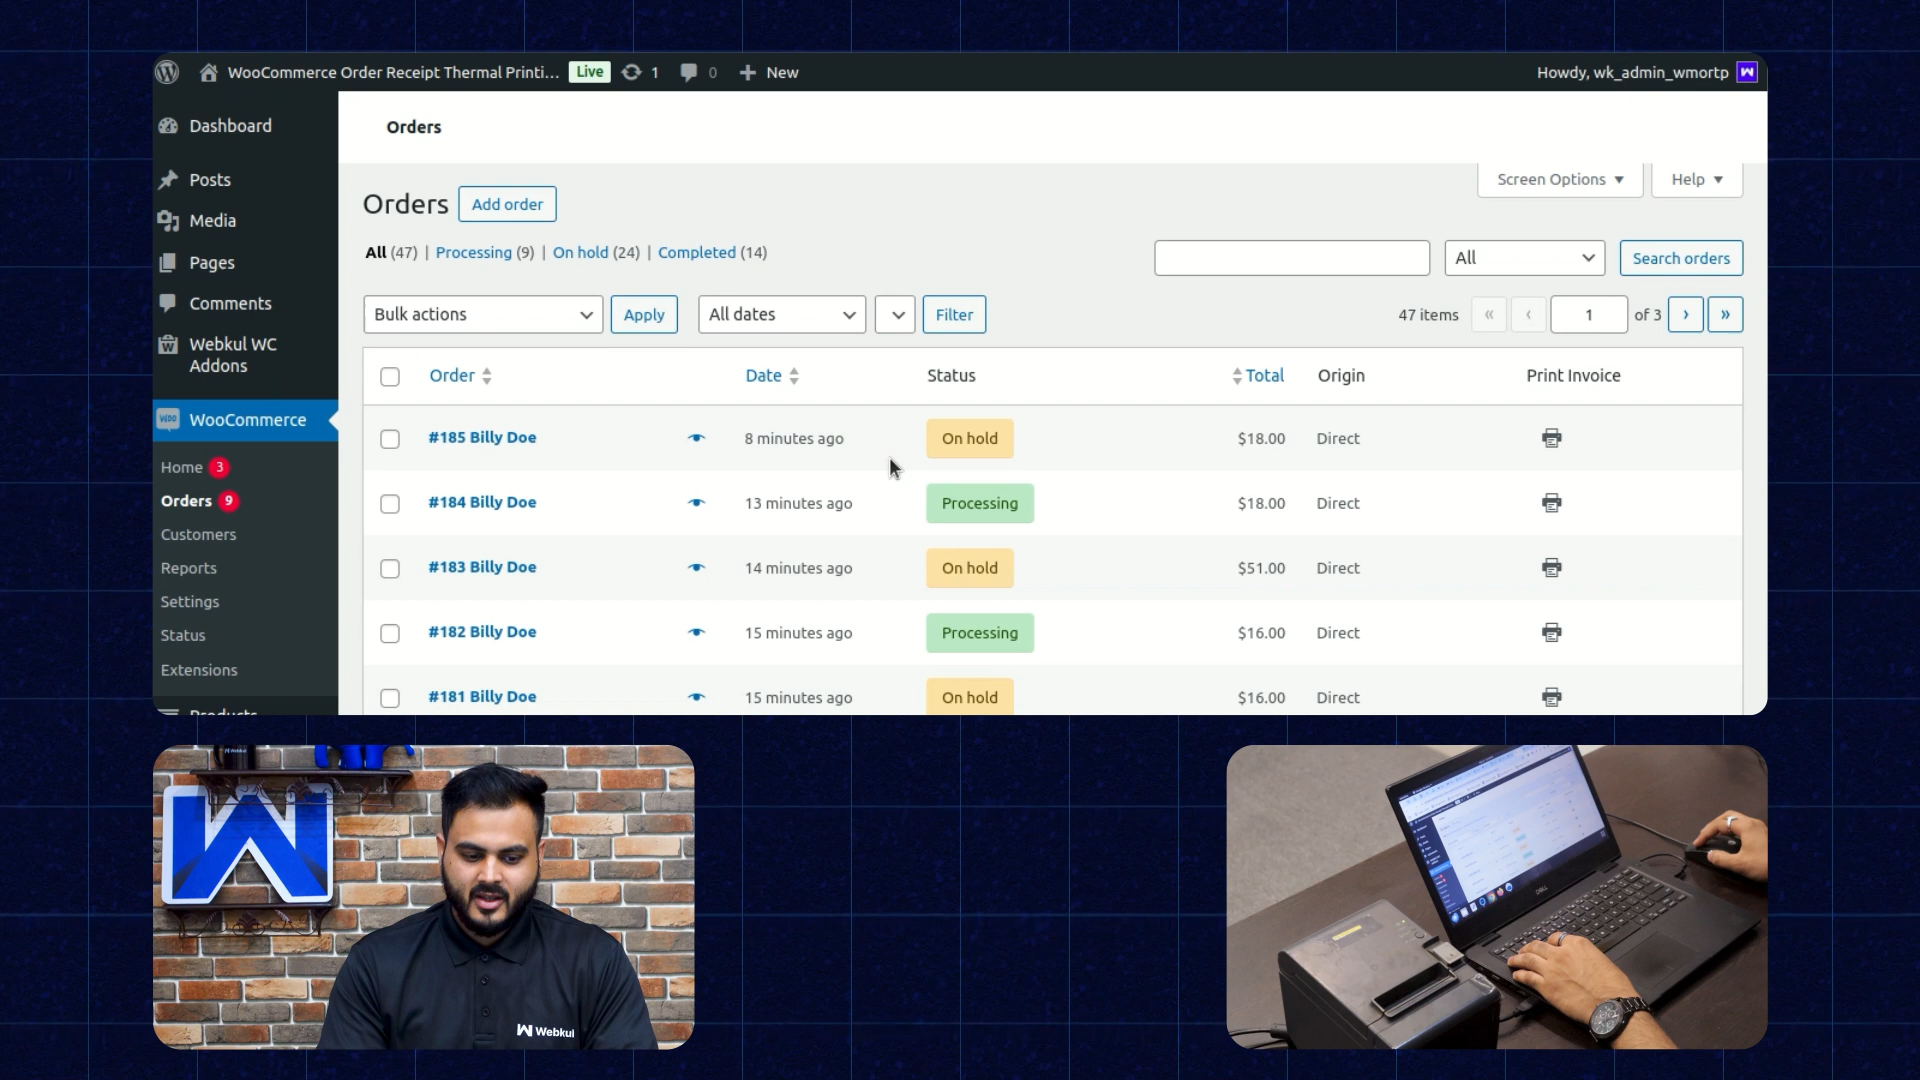 WooCommerce Order Receipt Thermal Printi... Live 1 0 New Howdy, wk_admin_wmortp
Dashboard
Posts
Media
Pages
Comments
Webkul WC
Addons
WooCommerce
Home 3
Orders 9
Customers
Reports
Settings
Status
Extensions
Products
Orders
Screen Options Help
Orders Add order
All (47) | Processing (9) | On hold (24) | Completed (14)
All Search orders
Bulk actions Apply All dates Filter 47 items « ‹ 1 of 3 › »
Order Date Status Total Origin Print Invoice
#185 Billy Doe 8 minutes ago On hold $18.00 Direct
#184 Billy Doe 13 minutes ago Processing $18.00 Direct
#183 Billy Doe 14 minutes ago On hold $51.00 Direct
#182 Billy Doe 15 minutes ago Processing $16.00 Direct
#181 Billy Doe 15 minutes ago On hold $16.00 Direct
Webkul
Webkul
DELL